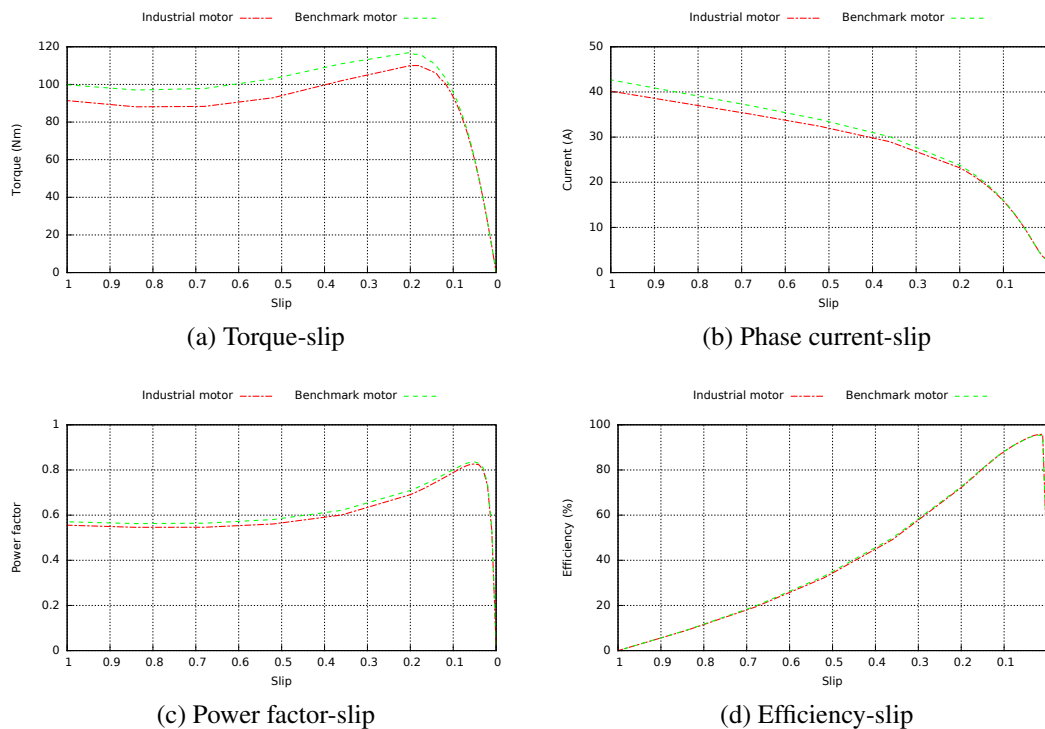 Industrial motor Benchmark motor
120
100
80
60
40
20
0
Torque (Nm)
1 0.9 0.8 0.7 0.6 0.5 0.4 0.3 0.2 0.1 0
Slip
(a) Torque-slip
Industrial motor Benchmark motor
50
40
30
20
10
0
Current (A)
1 0.9 0.8 0.7 0.6 0.5 0.4 0.3 0.2 0.1
Slip
(b) Phase current-slip
Industrial motor Benchmark motor
1
0.8
0.6
0.4
0.2
0
Power factor
1 0.9 0.8 0.7 0.6 0.5 0.4 0.3 0.2 0.1 0
Slip
(c) Power factor-slip
Industrial motor Benchmark motor
100
80
60
40
20
0
Efficiency (%)
1 0.9 0.8 0.7 0.6 0.5 0.4 0.3 0.2 0.1
Slip
(d) Efficiency-slip